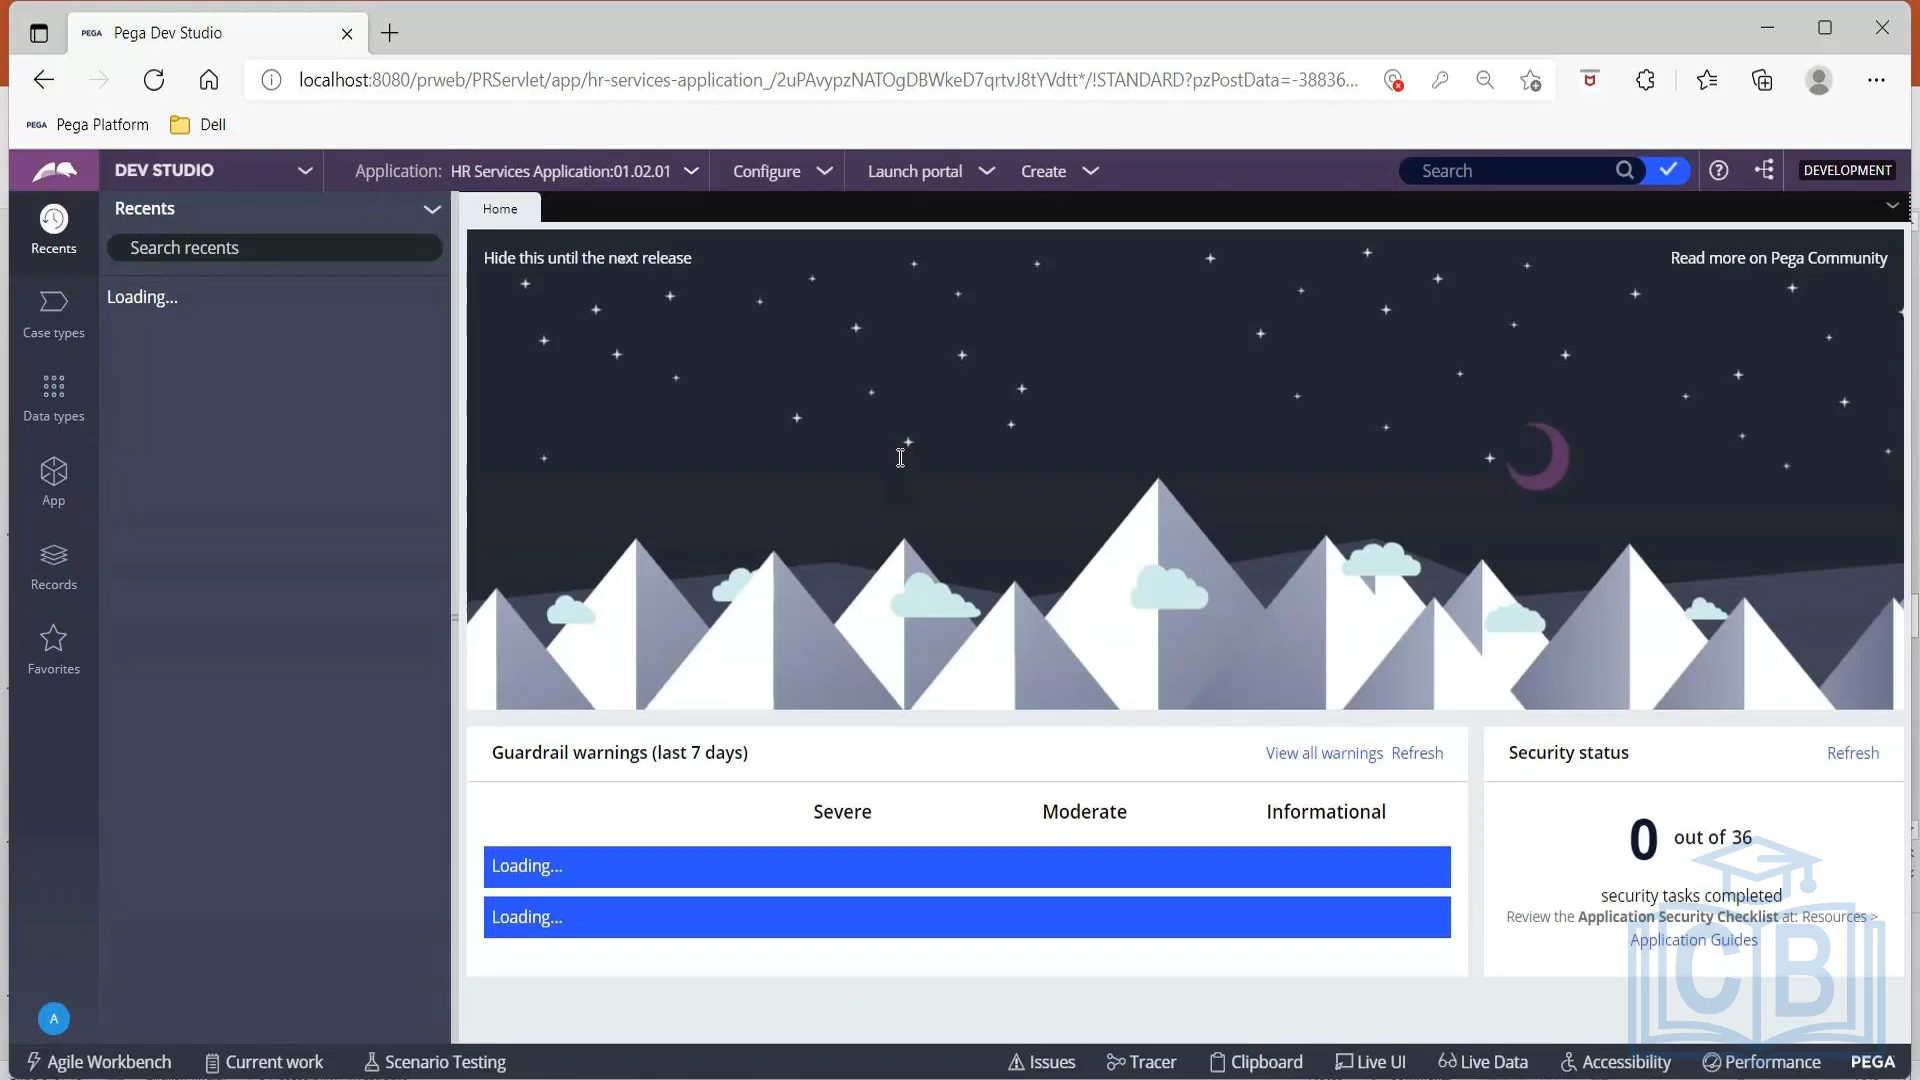 PEGA Pega Dev Studio
localhost:8080/prweb/PRServlet/app/hr-services-application_/2uPAvypzNATOgDBWkeD7qrtvJ8tYVdtt*/!STANDARD?pzPostData=-38836...
PEGA Pega Platform Dell
DEV STUDIO Application: HR Services Application:01.02.01 Configure Launch portal Create Search DEVELOPMENT
Recents
Search recents
Loading...
Recents
Case types
Data types
App
Records
Favorites
A
Home
Hide this until the next release Read more on Pega Community
Guardrail warnings (last 7 days) View all warnings Refresh
Severe Moderate Informational
Loading...
Loading...
Security status Refresh
0 out of 36
security tasks completed
Review the Application Security Checklist at: Resources >
Application Guides
CB
Agile Workbench Current work Scenario Testing Issues Tracer Clipboard Live UI Live Data Accessibility Performance PEGA